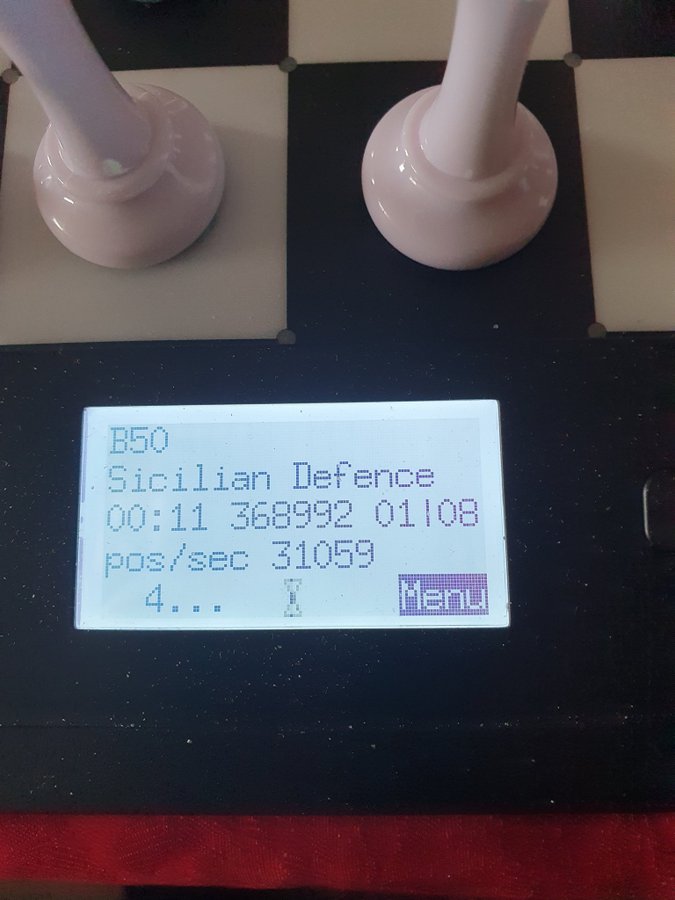 B50
Sicilian Defence
00:11 368992 01|08
pos/sec 31059
4... Menu